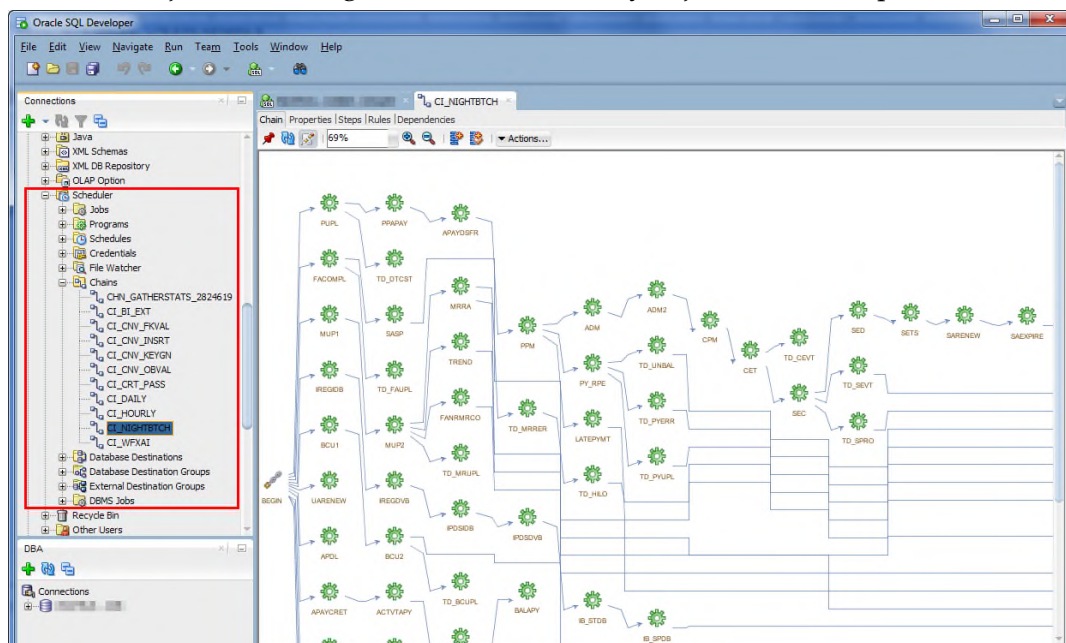 Oracle SQL Developer
File Edit View Navigate Run Team Tools Window Help
Connections
CI_NIGHTBTCH
Chain Properties Steps Rules Dependencies
69% Actions...
Java
XML Schemas
XML DB Repository
OLAP Option
Scheduler
Jobs
Programs
Schedules
Credentials
File Watcher
Chains
CHN_GATHERSTATS_2824619
CI_BI_EXT
CI_CNV_FKVAL
CI_CNV_INSRT
CI_CNV_KEYGN
CI_CNV_OBVAL
CI_CRT_PASS
CI_DAILY
CI_HOURLY
CI_NIGHTBTCH
CI_WFXAI
Database Destinations
Database Destination Groups
External Destination Groups
DBMS Jobs
Recycle Bin
Other Users
DBA
Connections
PUPL PPAPAY APAYDSFR
FACOMPL TD_DTCST
MUP1 SASP MRRA PPM ADM ADM2 CPM CET TD_CEVT SED SETS SARENEW SAEXPIRE
IREGIDB TD_FAUPL TREND PY_RPE TD_UNBAL SEC TD_SEVT
BCU1 MUP2 FANRMRCO TD_MRRER LATEPYMT TD_PYERR TD_SPRO
BEGIN UARENEW IREGDVB TD_MRUPL TD_HILO TD_PYUPL
APDL BCU2 IPDSIDB IPDSDVB
APAYCRET ACTVTAPY TD_BCUPL BALAPY IB_STDB
IB_SPDB